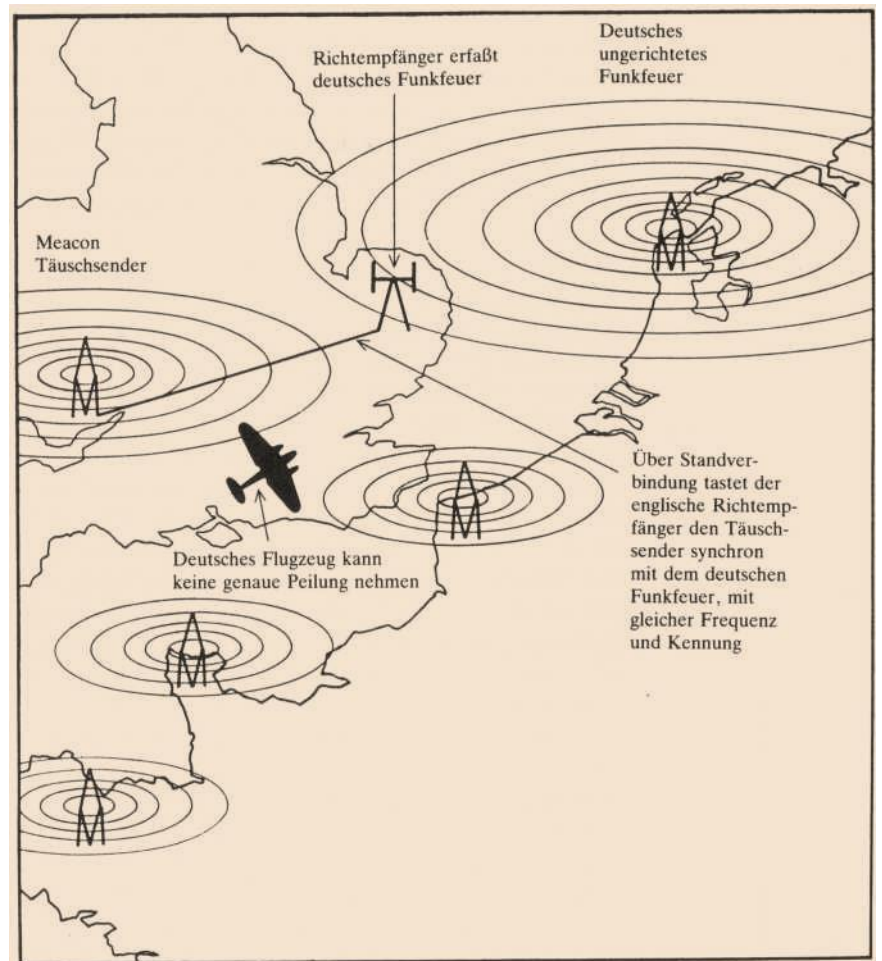 Richtempfänger erfaßt
deutsches Funkfeuer
Deutsches
ungerichtetes
Funkfeuer
Meacon
Täuschsender
Deutsches Flugzeug kann
keine genaue Peilung nehmen
Über Standver-
bindung tastet der
englische Richtemp-
fänger den Täusch-
sender synchron
mit dem deutschen
Funkfeuer, mit
gleicher Frequenz
und Kennung